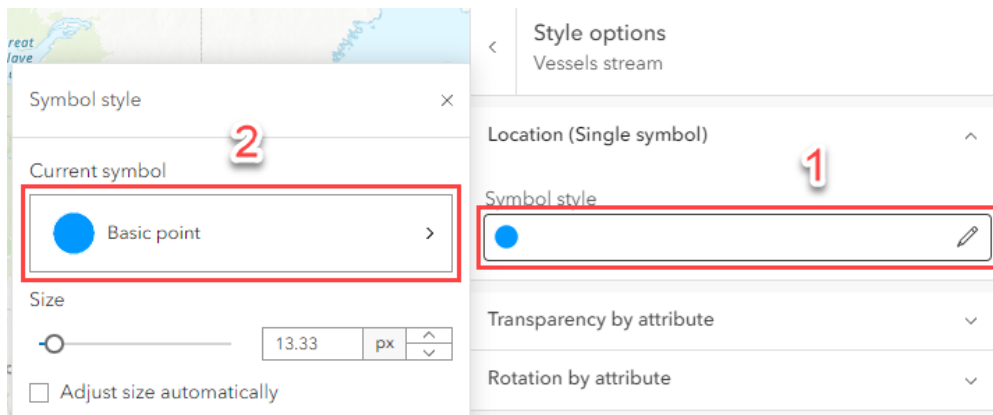 reat
lave
Symbol style
2
Current symbol
Basic point
Size
13.33 px
Adjust size automatically
Style options
Vessels stream
Location (Single symbol)
1
Symbol style
Transparency by attribute
Rotation by attribute